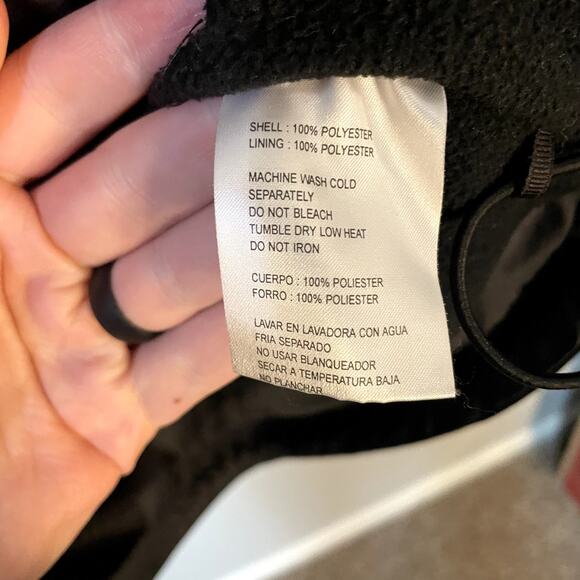 SHELL : 100% POLYESTER
LINING : 100% POLYESTER
MACHINE WASH COLD
SEPARATELY
DO NOT BLEACH
TUMBLE DRY LOW HEAT
DO NOT IRON
CUERPO : 100% POLIESTER
FORRO : 100% POLIESTER
LAVAR EN LAVADORA CON AGUA
FRIA SEPARADO
NO USAR BLANQUEADOR
SECAR A TEMPERATURA BAJA
NO PLANCHAR